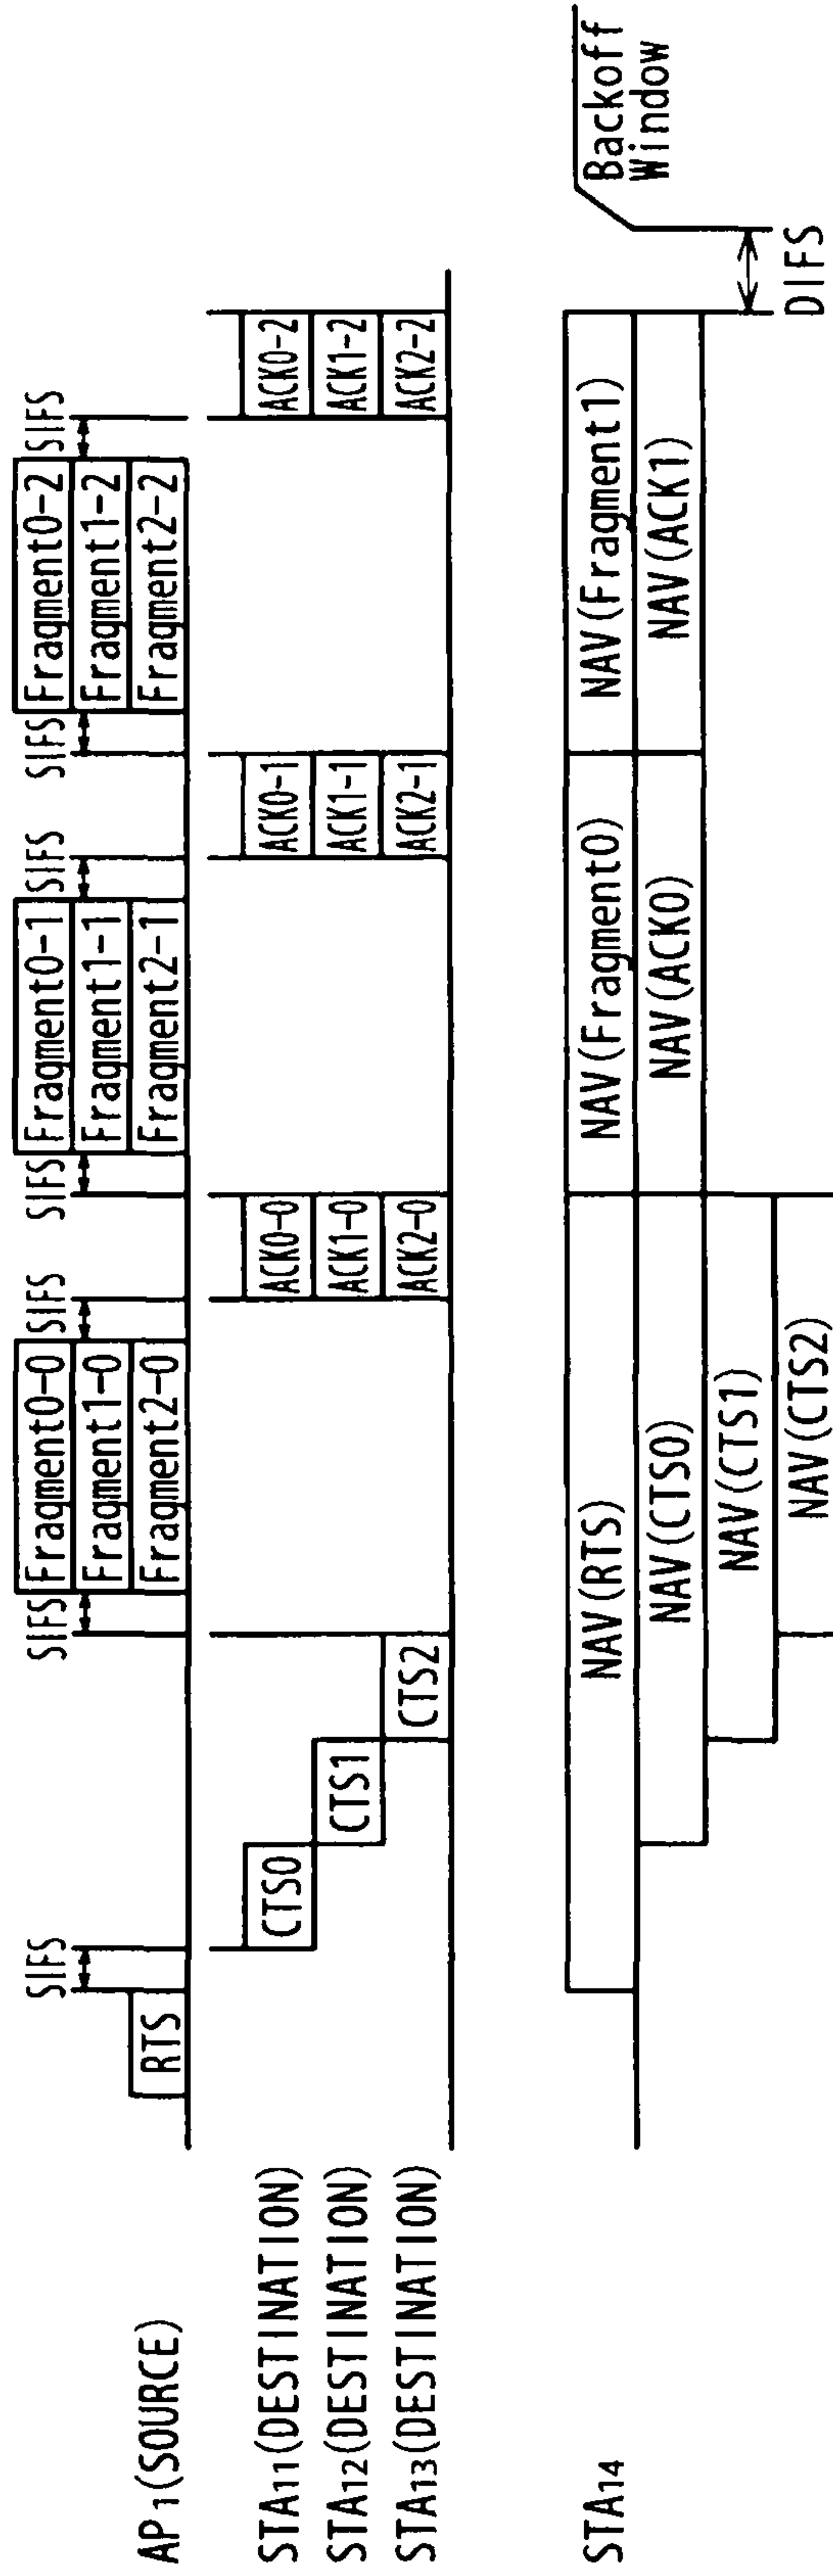 AP1(SOURCE)
RTS
SIFS
SIFS
Fragment0-0
Fragment1-0
Fragment2-0
SIFS
SIFS
Fragment0-1
Fragment1-1
Fragment2-1
SIFS
SIFS
Fragment0-2
Fragment1-2
Fragment2-2
SIFS
STA11(DESTINATION)
STA12(DESTINATION)
STA13(DESTINATION)
CTS0
CTS1
CTS2
ACK0-0
ACK1-0
ACK2-0
ACK0-1
ACK1-1
ACK2-1
ACK0-2
ACK1-2
ACK2-2
STA14
NAV(RTS)
NAV(CTS0)
NAV(CTS1)
NAV(CTS2)
NAV(Fragment0)
NAV(ACK0)
NAV(Fragment1)
NAV(ACK1)
DIFS
Backoff
Window